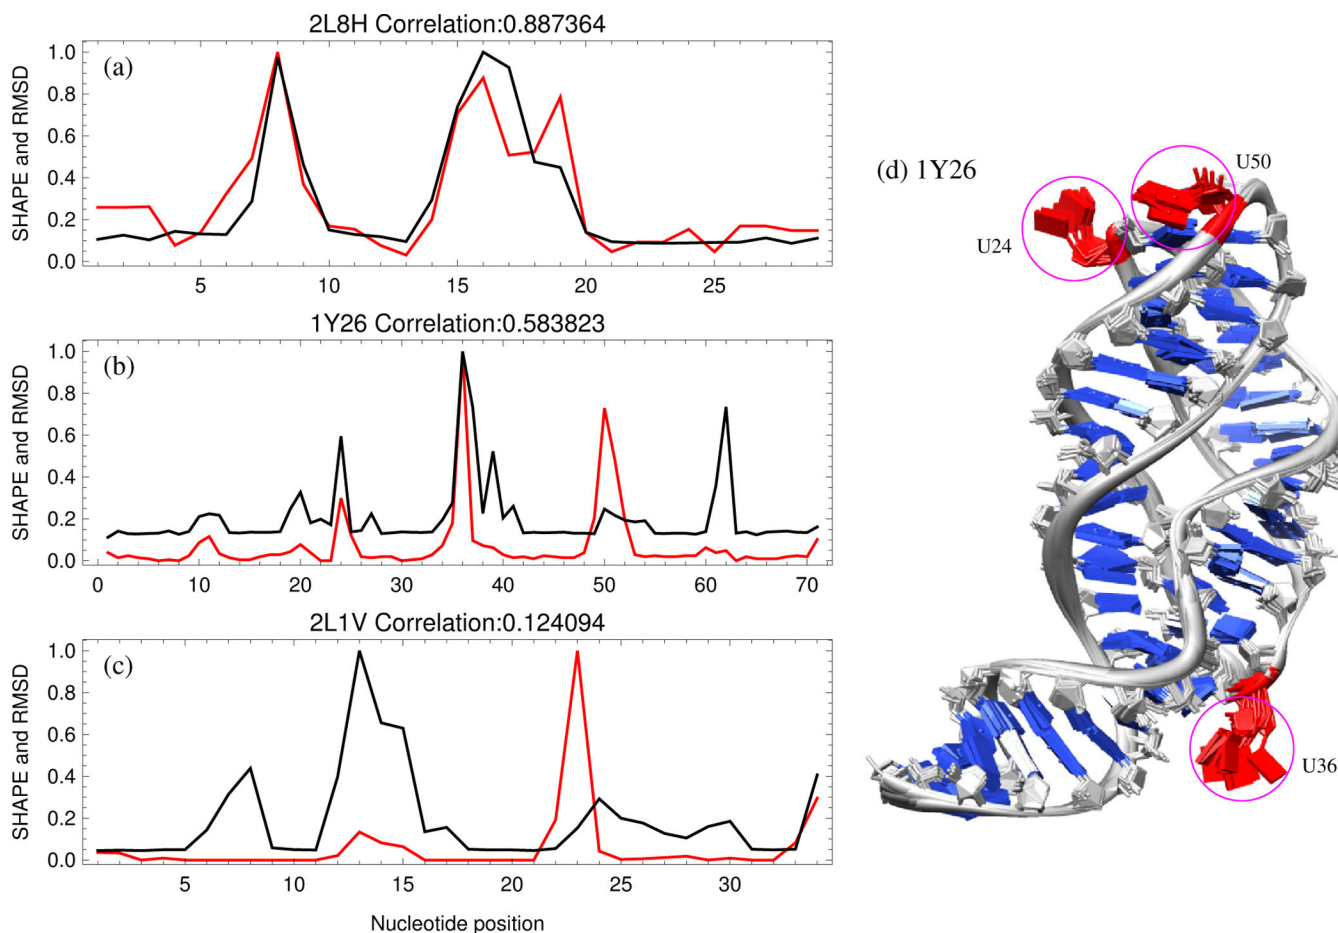 2L8H Correlation:0.887364
(a)
SHAPE and RMSD
1.0
0.8
0.6
0.4
0.2
0.0
5 10 15 20 25
1Y26 Correlation:0.583823
(b)
SHAPE and RMSD
1.0
0.8
0.6
0.4
0.2
0.0
0 10 20 30 40 50 60 70
2L1V Correlation:0.124094
(c)
SHAPE and RMSD
1.0
0.8
0.6
0.4
0.2
0.0
5 10 15 20 25 30
Nucleotide position
(d) 1Y26
U50
U24
U36